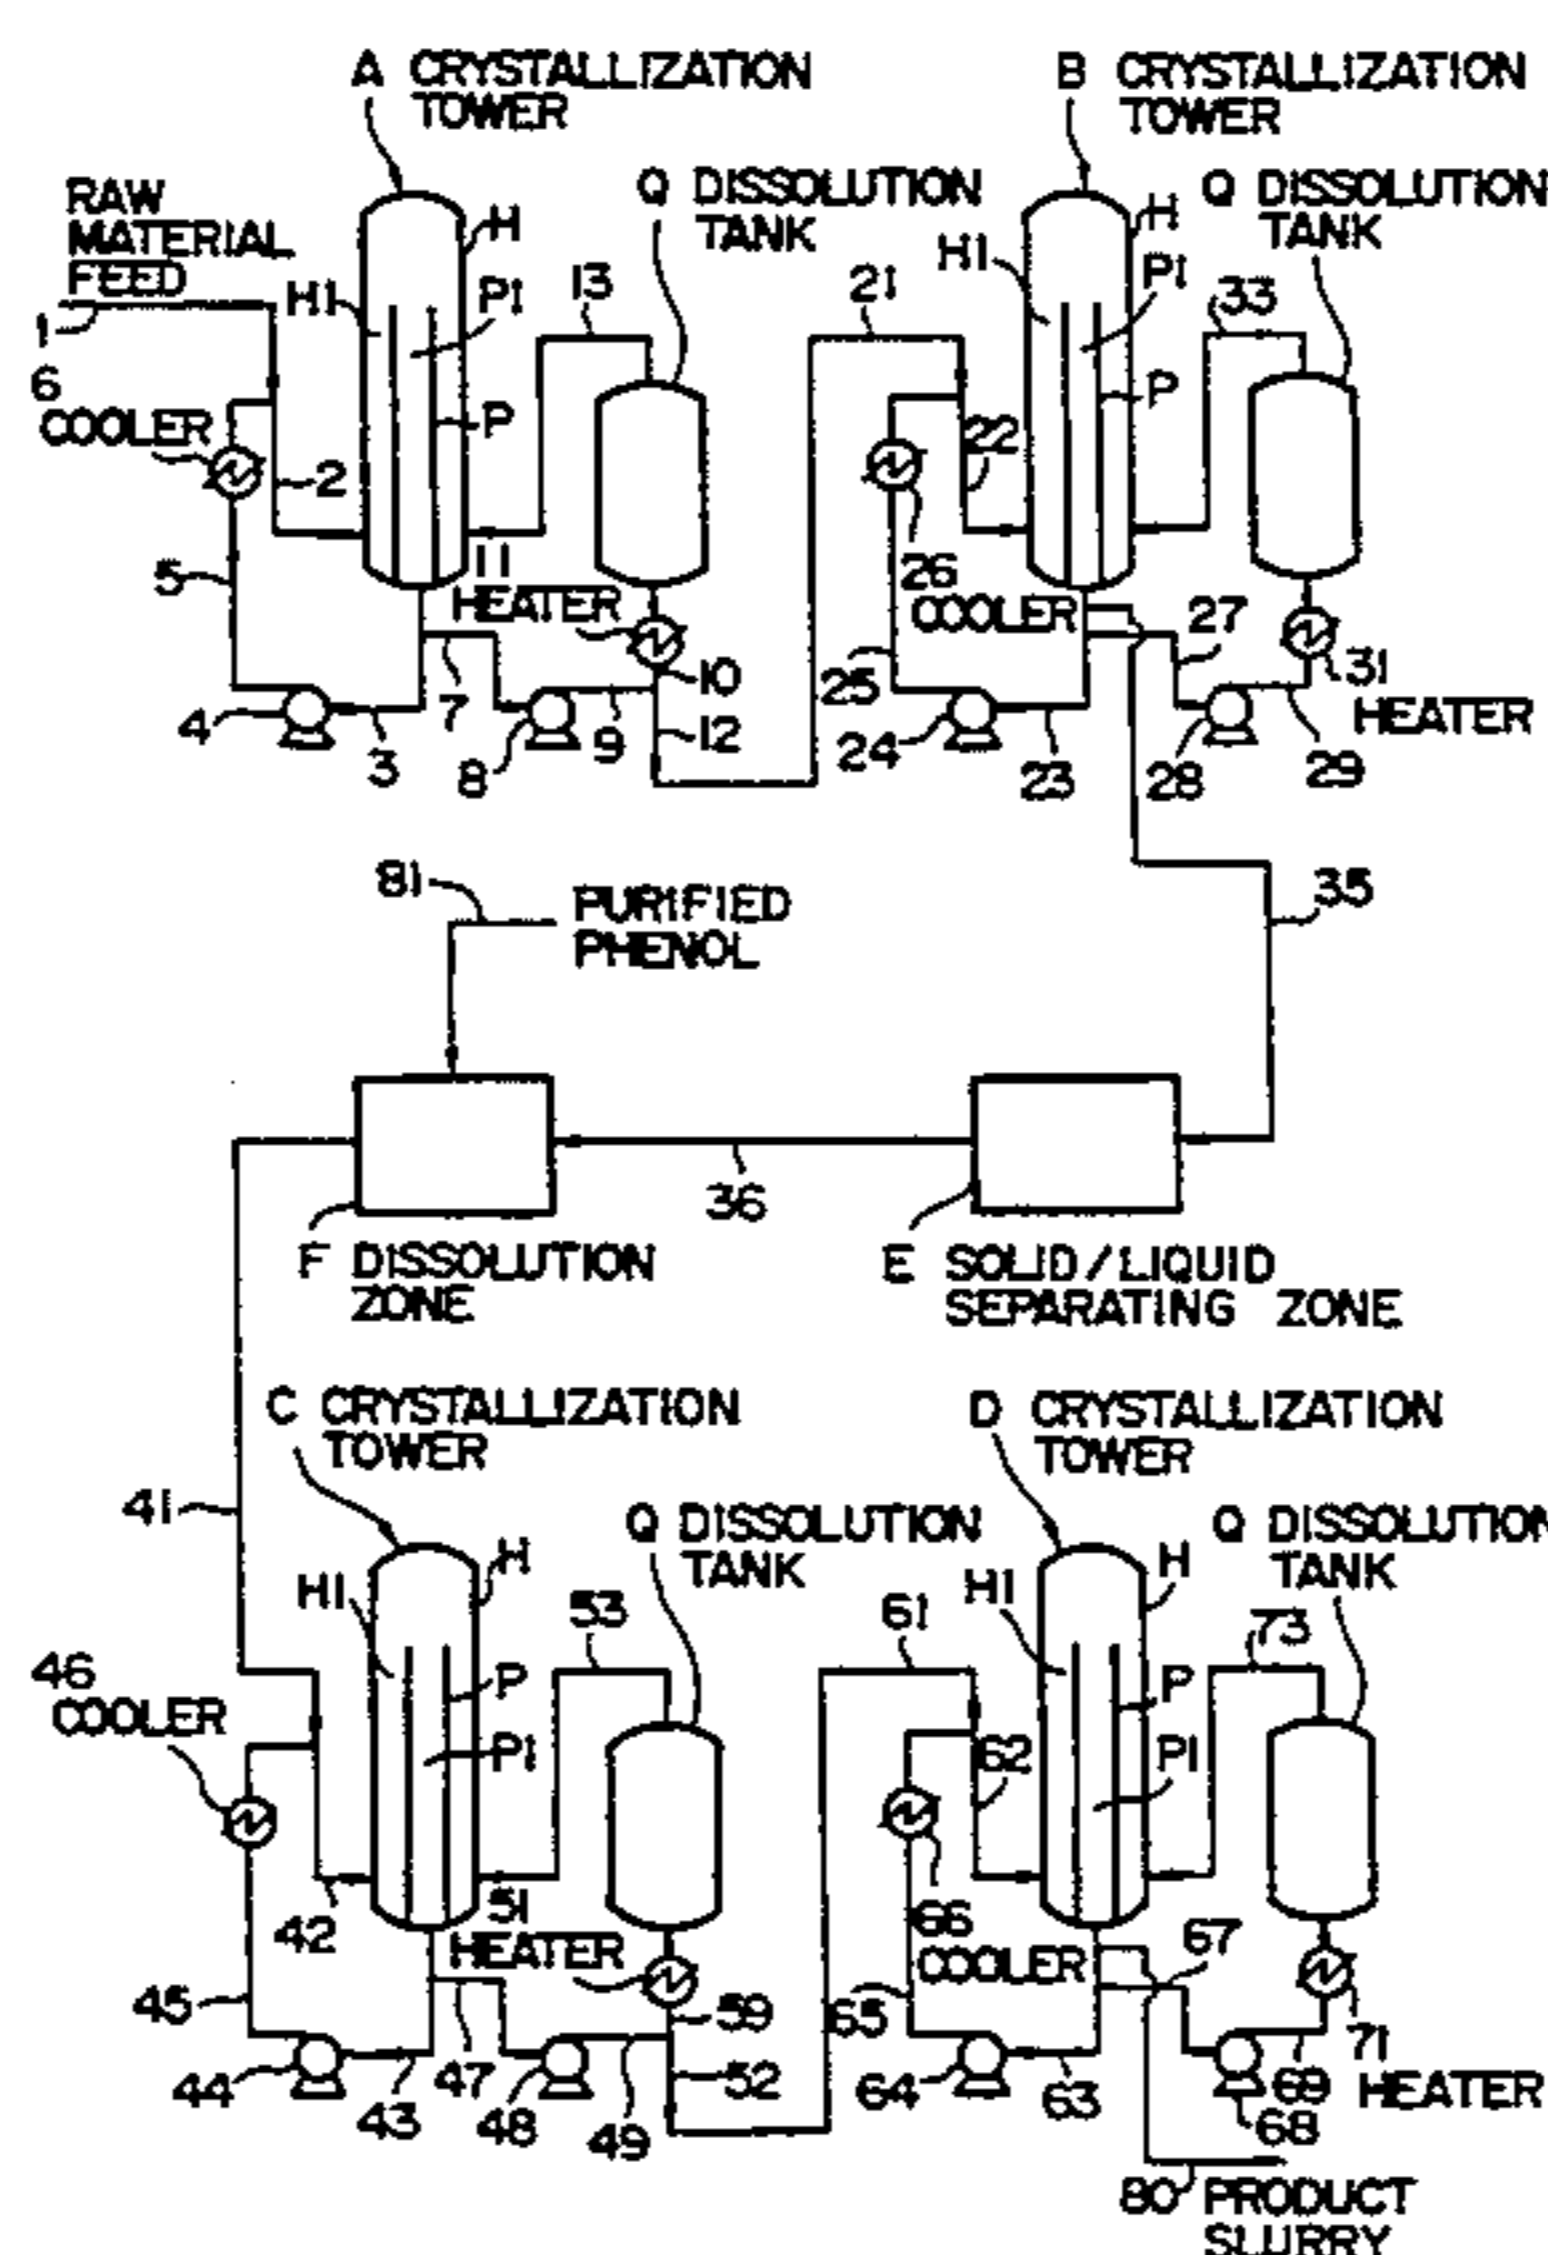 A CRYSTALLIZATION
TOWER
B CRYSTALLIZATION
TOWER
RAW
MATERIAL
FEED
Q DISSOLUTION
TANK
Q DISSOLUTION
TANK
H
H1
P1
P
13
21
H
H1
P1
P
33
1
6
COOLER
2
5
11
HEATER
22
26
COOLER
27
31
HEATER
4
3
7
8
9
10
12
25
24
23
28
29
81
PURIFIED
PHENOL
35
36
F DISSOLUTION
ZONE
E SOLID/LIQUID
SEPARATING ZONE
C CRYSTALLIZATION
TOWER
D CRYSTALLIZATION
TOWER
41
Q DISSOLUTION
TANK
Q DISSOLUTION
TANK
H
H1
P
P1
53
61
H
H1
P
P1
73
46
COOLER
62
42
51
HEATER
66
COOLER
67
45
59
65
71
HEATER
44
43
47
48
49
52
64
63
69
68
80 PRODUCT
SLURRY